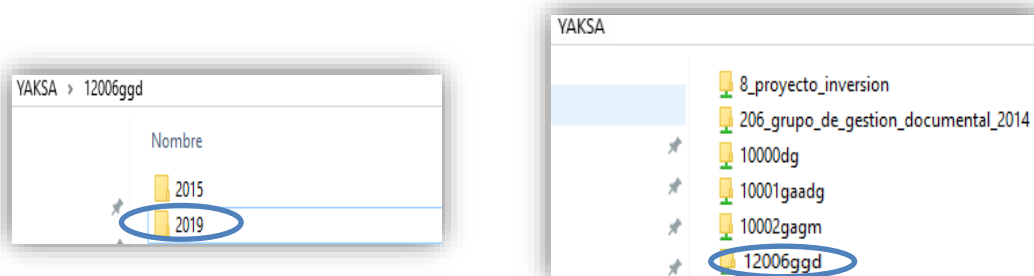 YAKSA > 12006ggd
Nombre
2015
2019
YAKSA
8_proyecto_inversion
206_grupo_de_gestion_documental_2014
10000dg
10001gaadg
10002gagm
12006ggd